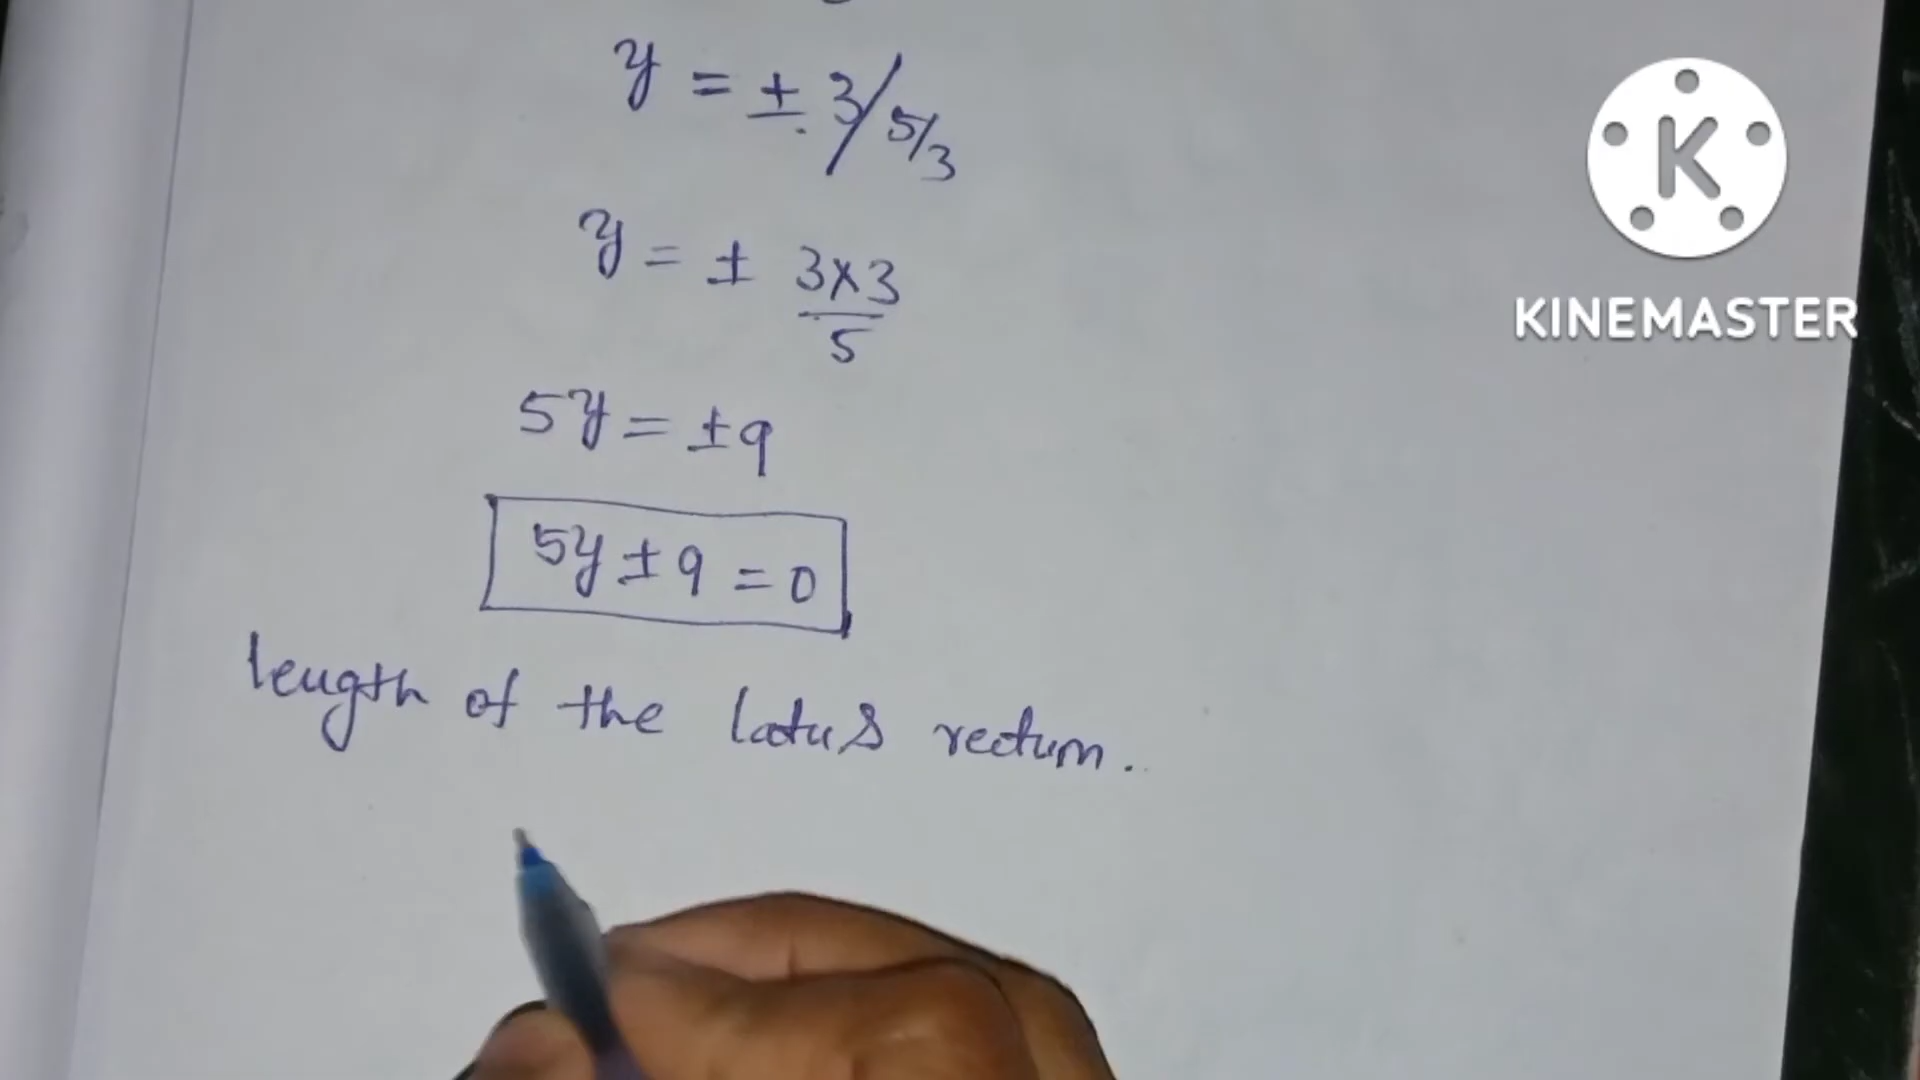 y = ± 3/5/3
KINEMASTER
y = ± 3×3/5
5y = ±9
5y ± 9 = 0
length of the latus rectum.